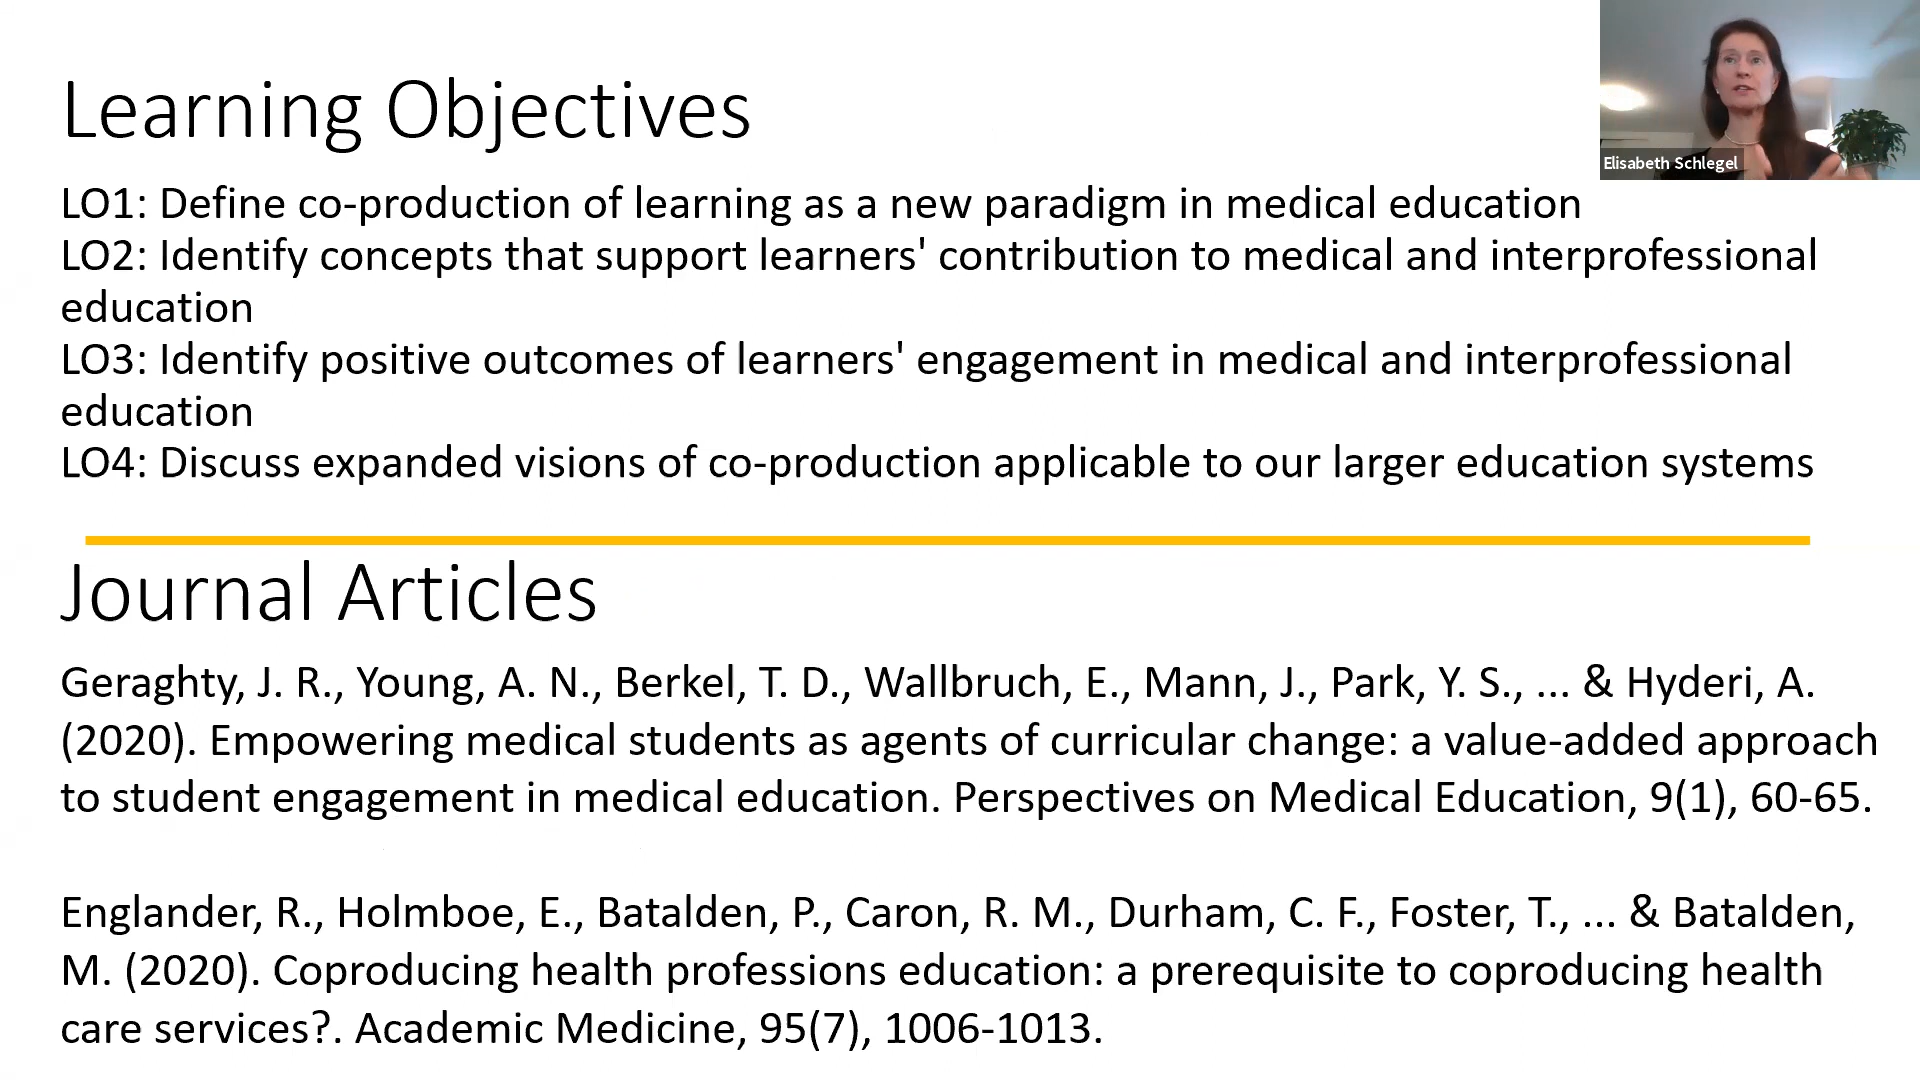 Learning Objectives
Elisabeth Schlegel
LO1: Define co-production of learning as a new paradigm in medical education
LO2: Identify concepts that support learners' contribution to medical and interprofessional
education
LO3: Identify positive outcomes of learners' engagement in medical and interprofessional
education
LO4: Discuss expanded visions of co-production applicable to our larger education systems
Journal Articles
Geraghty, J. R., Young, A. N., Berkel, T. D., Wallbruch, E., Mann, J., Park, Y. S., ... & Hyderi, A.
(2020). Empowering medical students as agents of curricular change: a value-added approach
to student engagement in medical education. Perspectives on Medical Education, 9(1), 60-65.
Englander, R., Holmboe, E., Batalden, P., Caron, R. M., Durham, C. F., Foster, T., ... & Batalden,
M. (2020). Coproducing health professions education: a prerequisite to coproducing health
care services?. Academic Medicine, 95(7), 1006-1013.